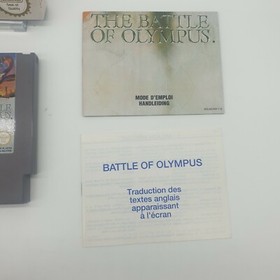 THE BATTLE
OF OLYMPUS.
MODE D'EMPLOI
HANDLEIDING
BATTLE OF OLYMPUS
Traduction des
textes anglais
apparaissant
à l'écran